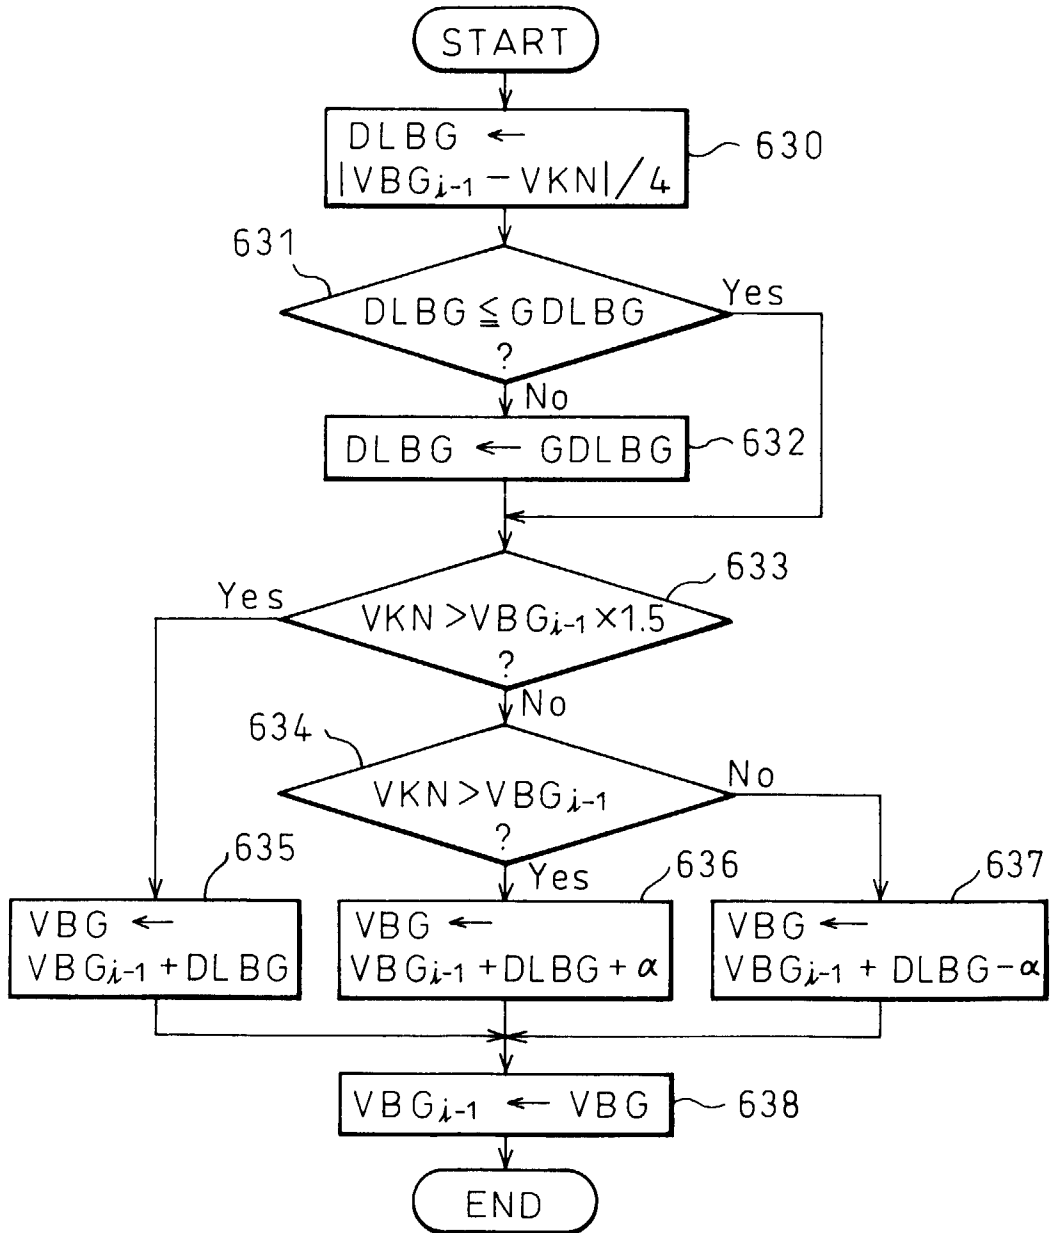 START
DLBG ←
|VBGi-1 − VKN|/4
630
631
DLBG ≦ GDLBG
?
Yes
No
DLBG ← GDLBG
632
633
Yes
VKN > VBGi-1 ×1.5
?
No
634
VKN > VBGi-1
?
No
Yes
635
VBG ←
VBGi-1 + DLBG
636
VBG ←
VBGi-1 + DLBG + α
637
VBG ←
VBGi-1 + DLBG − α
VBGi-1 ← VBG
638
END